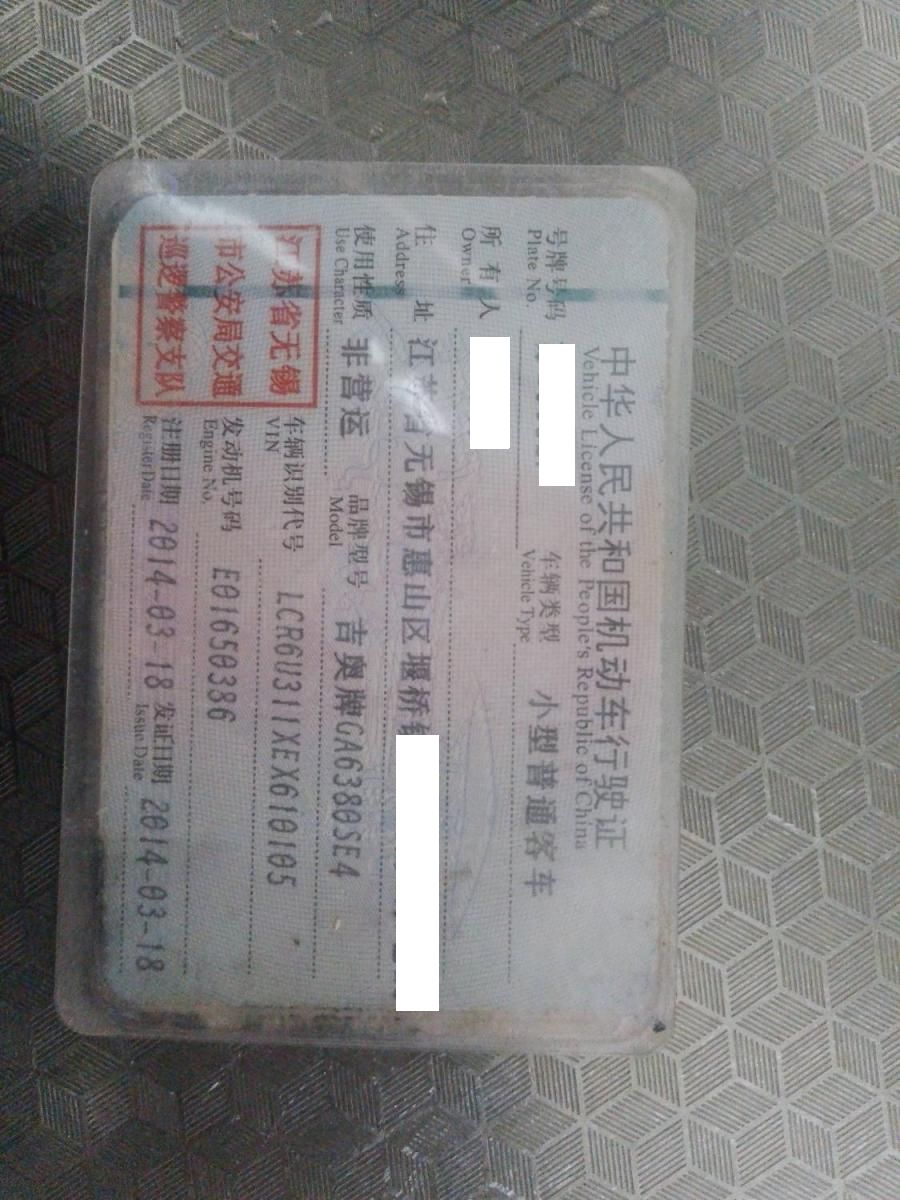 中华人民共和国机动车行驶证
Vehicle License of the People's Republic of China
号牌号码
Plate No.
车辆类型 小型普通客车
Vehicle Type
所有人
Owner
住址 江苏省无锡市惠山区堰桥
Address
使用性质 非营运
Use Character
品牌型号 吉奥牌GA6380SE4
Model
江苏省无锡
市公安局交通
巡逻警察支队
车辆识别代号 LCR6U311XEX610105
VIN
发动机号码 E01650386
Engine No.
注册日期 2014-03-18 发证日期 2014-03-18
Register Date Issue Date